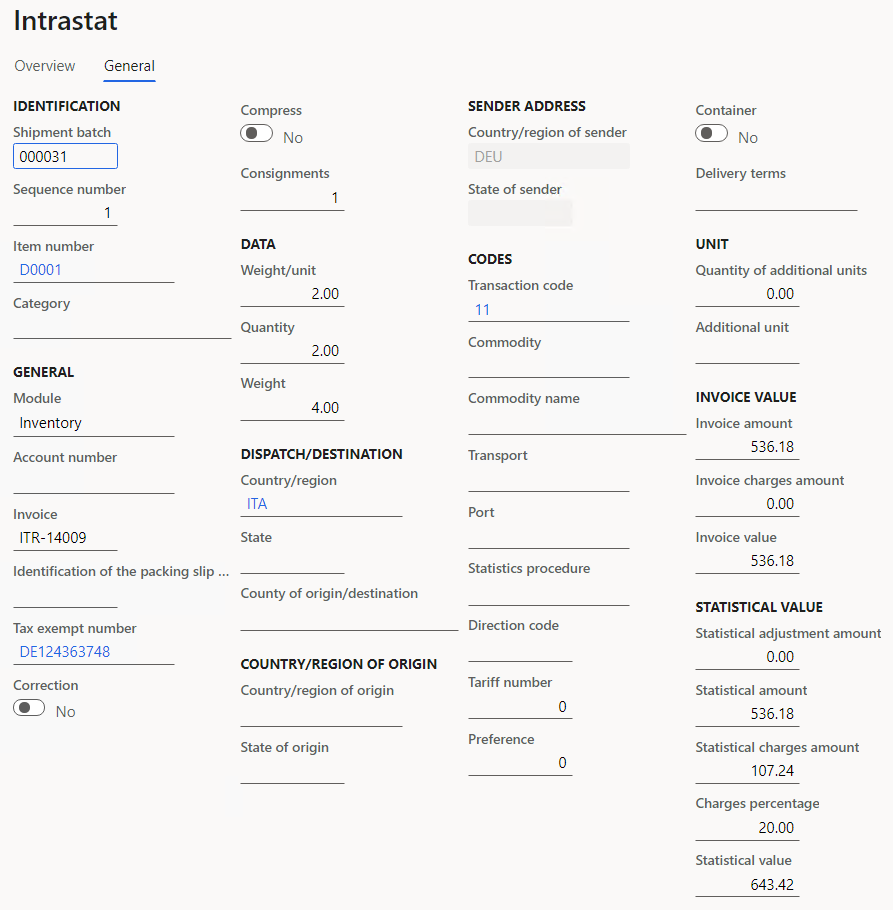 Intrastat
Overview
General
IDENTIFICATION
Shipment batch
000031
Sequence number
1
Item number
D0001
Category
GENERAL
Module
Inventory
Account number
Invoice
ITR-14009
Identification of the packing slip ...
Tax exempt number
DE124363748
Correction
No
Compress
No
Consignments
1
DATA
Weight/unit
2.00
Quantity
2.00
Weight
4.00
DISPATCH/DESTINATION
Country/region
ITA
State
County of origin/destination
COUNTRY/REGION OF ORIGIN
Country/region of origin
State of origin
SENDER ADDRESS
Country/region of sender
DEU
State of sender
CODES
Transaction code
11
Commodity
Commodity name
Transport
Port
Statistics procedure
Direction code
Tariff number
0
Preference
0
Container
No
Delivery terms
UNIT
Quantity of additional units
0.00
Additional unit
INVOICE VALUE
Invoice amount
536.18
Invoice charges amount
0.00
Invoice value
536.18
STATISTICAL VALUE
Statistical adjustment amount
0.00
Statistical amount
536.18
Statistical charges amount
107.24
Charges percentage
20.00
Statistical value
643.42